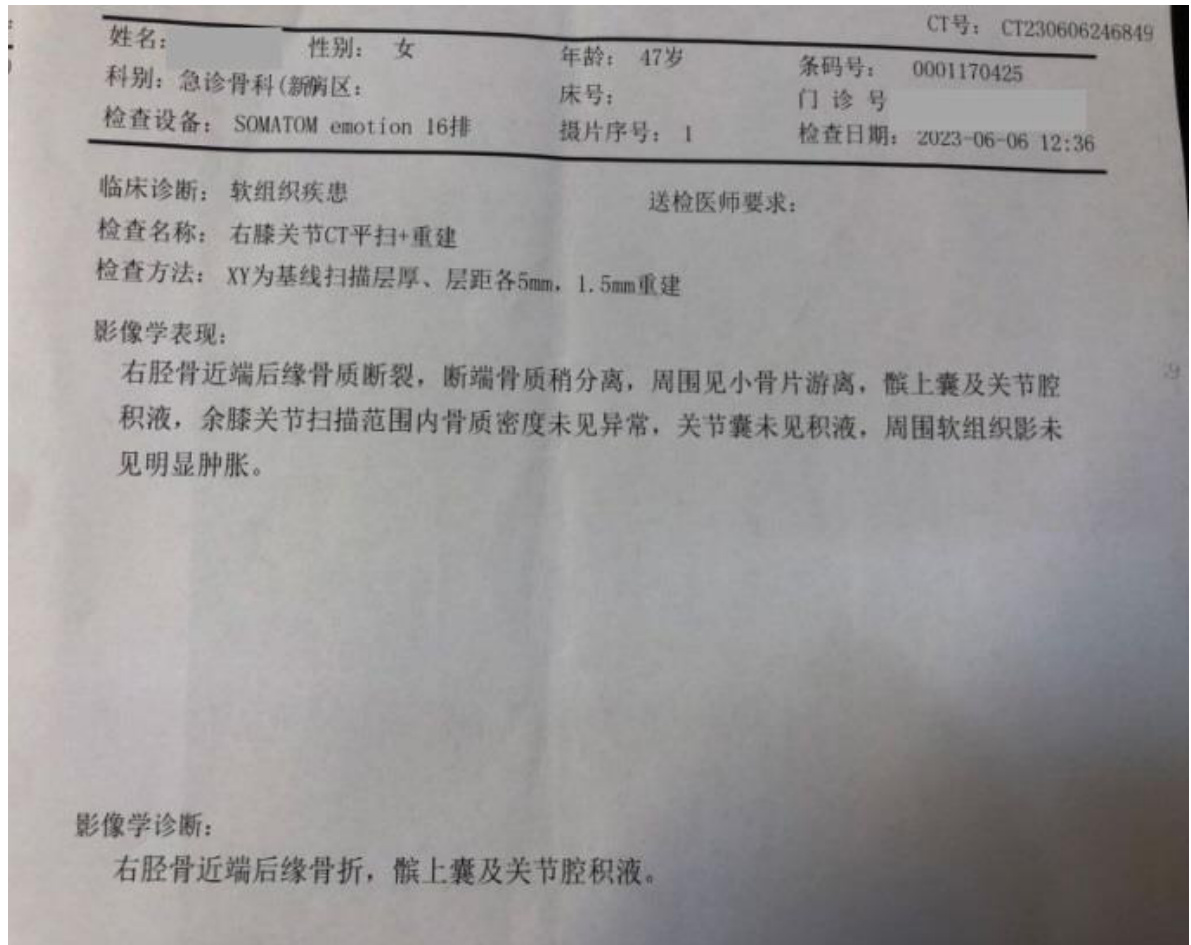 CT号: CT230606246849
姓名: 性别: 女 年龄: 47岁 条码号: 0001170425
科别: 急诊骨科(新病区: 床号: 门 诊 号
检查设备: SOMATOM emotion 16排 摄片序号: 1 检查日期: 2023-06-06 12:36
临床诊断: 软组织疾患 送检医师要求:
检查名称: 右膝关节CT平扫+重建
检查方法: XY为基线扫描层厚、层距各5mm, 1.5mm重建
影像学表现:
右胫骨近端后缘骨质断裂, 断端骨质稍分离, 周围见小骨片游离, 髌上囊及关节腔
积液, 余膝关节扫描范围内骨质密度未见异常, 关节囊未见积液, 周围软组织影未
见明显肿胀。
影像学诊断:
右胫骨近端后缘骨折, 髌上囊及关节腔积液。